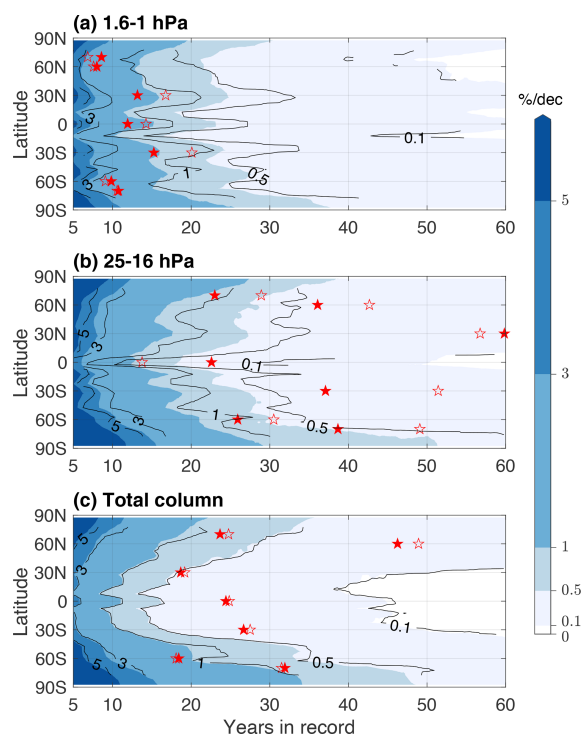 (a) 1.6-1 hPa
90N
60N
30N
0
30S
60S
90S
Latitude
3
3
1
0.5
0.1
5 10 20 30 40 50 60
(b) 25-16 hPa
90N
60N
30N
0
30S
60S
90S
Latitude
5
3
5
3
1
0.1
0.5
5 10 20 30 40 50 60
(c) Total column
90N
60N
30N
0
30S
60S
90S
Latitude
5
3
5
3
1
0.5
0.1
5 10 20 30 40 50 60
Years in record
%/dec
5
3
1
0.5
0.1
0